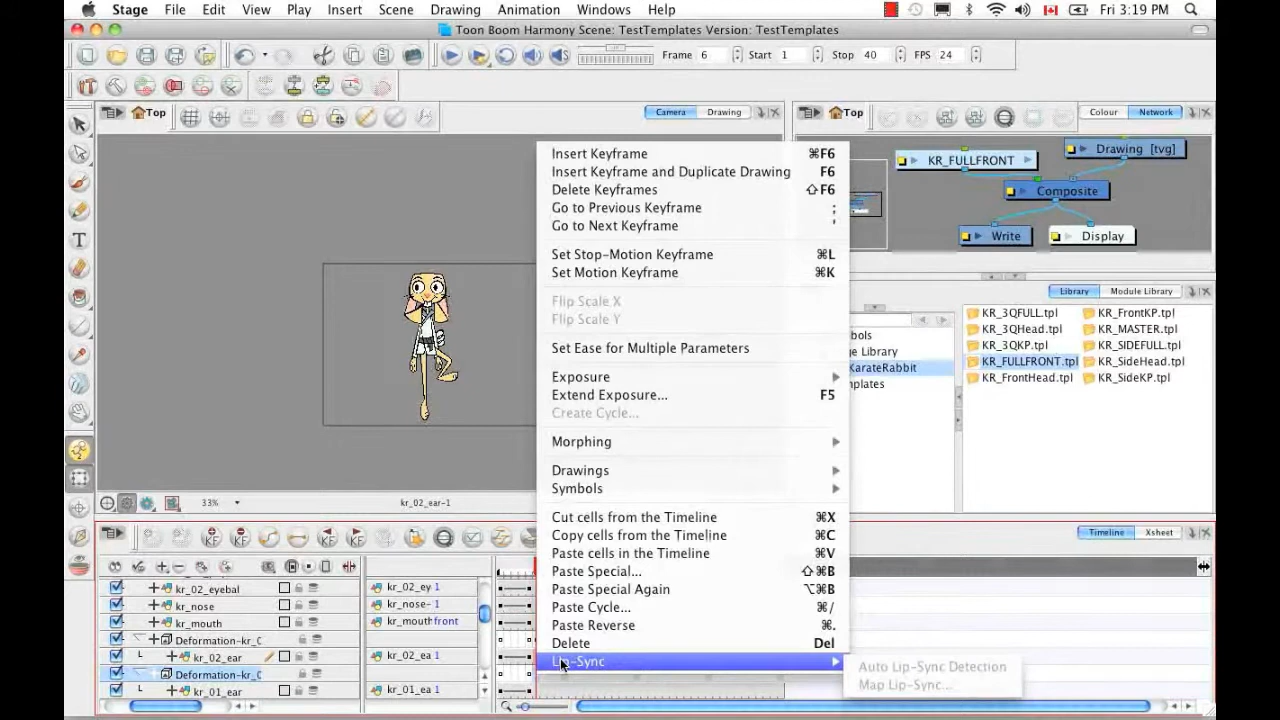 Stage File Edit View Play Insert Scene Drawing Animation Windows Help Fri 3:19 PM
Toon Boom Harmony Scene: TestTemplates Version: TestTemplates
Frame 6 Start 1 Stop 40 FPS 24
Top Camera Drawing Top Colour Network
Insert Keyframe ⌘F6
Insert Keyframe and Duplicate Drawing F6
Delete Keyframes ⇧F6
Go to Previous Keyframe ;
Go to Next Keyframe '
Set Stop-Motion Keyframe ⌘L
Set Motion Keyframe ⌘K
Flip Scale X
Flip Scale Y
Set Ease for Multiple Parameters
Exposure
Extend Exposure... F5
Create Cycle...
Morphing
Drawings
Symbols
Cut cells from the Timeline ⌘X
Copy cells from the Timeline ⌘C
Paste cells in the Timeline ⌘V
Paste Special... ⇧⌘B
Paste Special Again ⌥⌘B
Paste Cycle... ⌘/
Paste Reverse ⌘.
Delete Del
Lip-Sync
Auto Lip-Sync Detection
Map Lip-Sync...
KR_FULLFRONT Drawing [tvg]
Composite
Write Display
Library Module Library
bols
ge Library
KarateRabbit
mplates
KR_3QFULL.tpl KR_FrontKP.tpl
KR_3QHead.tpl KR_MASTER.tpl
KR_3QKP.tpl KR_SIDEFULL.tpl
KR_FULLFRONT.tpl KR_SideHead.tpl
KR_FrontHead.tpl KR_SideKP.tpl
33% kr_02_ear-1
Timeline Xsheet
kr_02_eyebal kr_02_ey 1
kr_nose kr_nose- 1
kr_mouth kr_mouth front
Deformation-kr_0
kr_02_ear kr_02_ea 1
Deformation-kr_0
kr_01_ear kr_01_ea 1